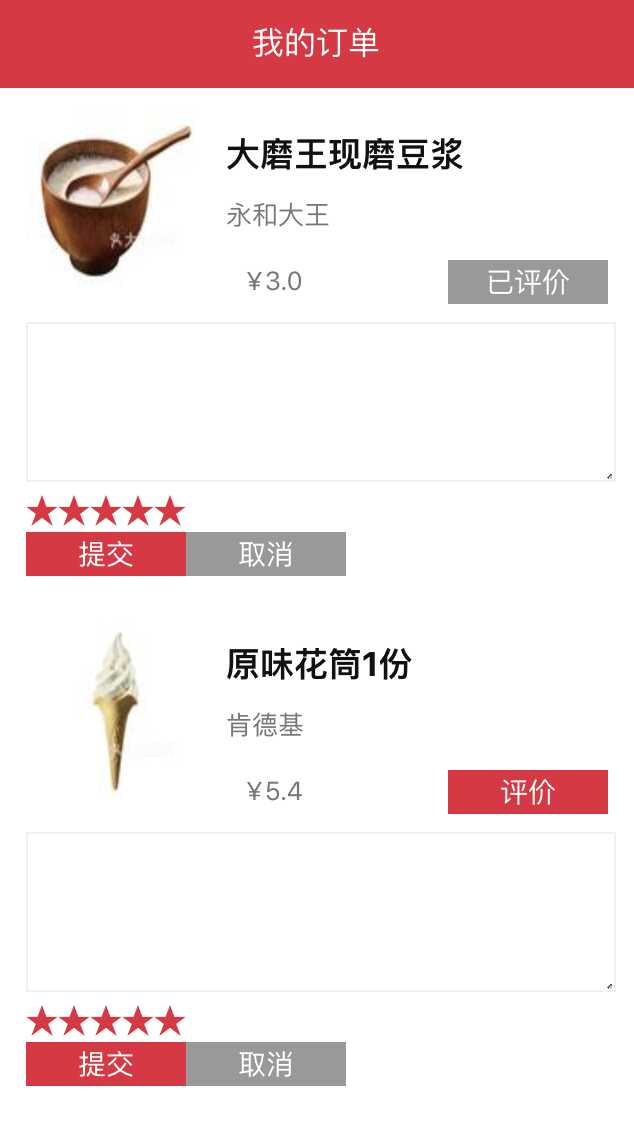 我的订单
大磨王现磨豆浆
永和大王
￥3.0
已评价
★★★★★
提交
取消
原味花筒1份
肯德基
￥5.4
评价
★★★★★
提交
取消